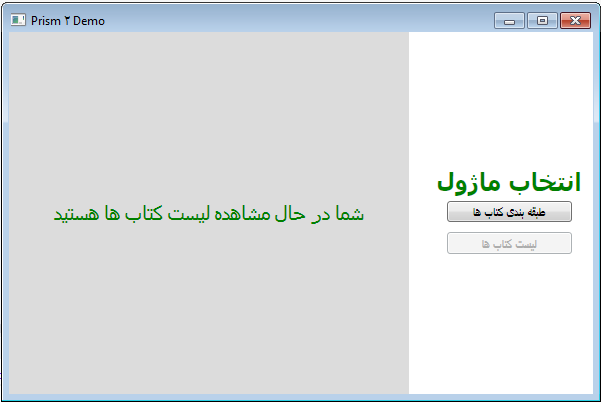 Prism ۲ Demo
انتخاب ماژول
طبقه بندی کتاب ها
لیست کتاب ها
شما در حال مشاهده لیست کتاب ها هستید